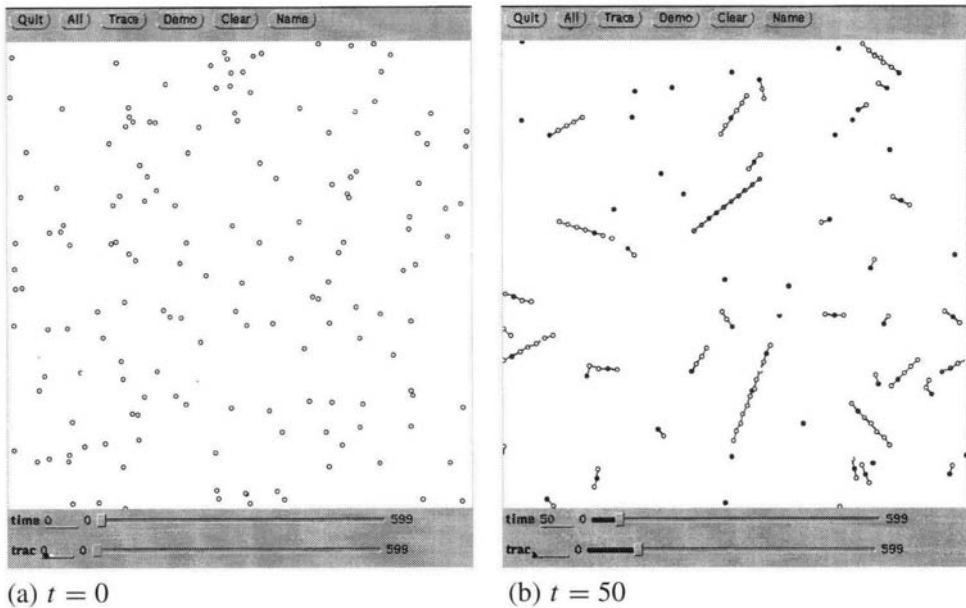 Quit All Trace Demo Clear Name
Quit All Trace Demo Clear Name
time 0 0 599
trac 0 0 599
time 50 0 599
trac 0 599
(a) t = 0
(b) t = 50